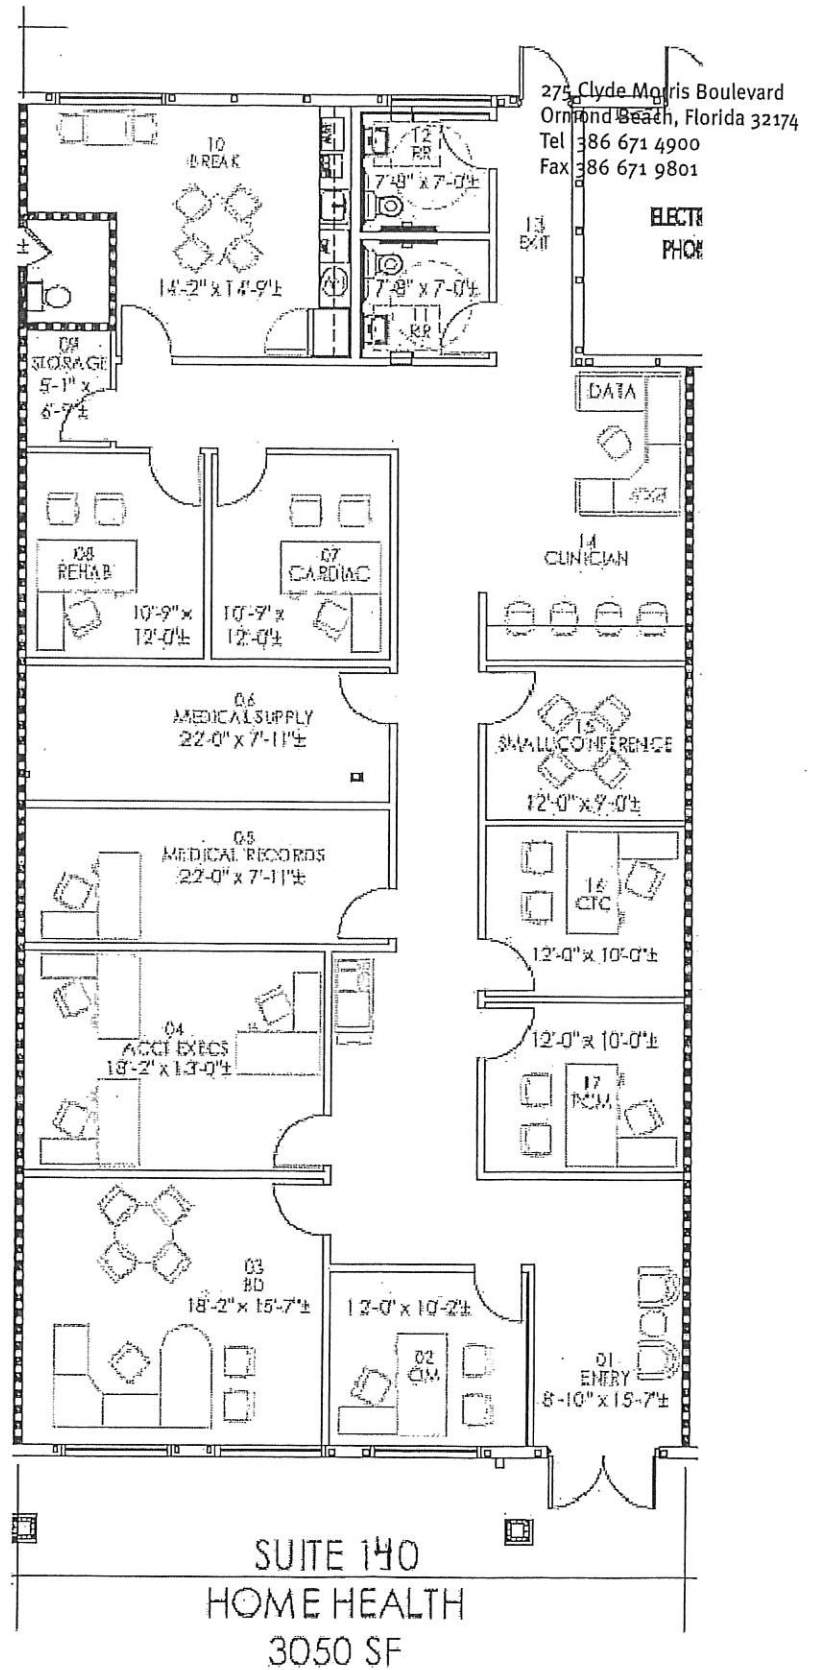 275 Clyde Morris Boulevard
Ormond Beach, Florida 32174
Tel 386 671 4900
Fax 386 671 9801
10
BREAK
14'-2" x 14'-9"±
12
RR
7'-8" x 7'-0"±
7'-8" x 7'-0"±
11
RR
13
EXIT
09
STORAGE
6'-9"±
DATA
14
CLINICIAN
08
REHAB
10'-9" x
12'-0"±
07
CARDIAC
10'-9" x
12'-0"±
06
MEDICAL SUPPLY
22'-0" x 7'-11"±
15
SMALL CONFERENCE
12'-0" x 9'-0"±
05
MEDICAL RECORDS
22'-0" x 7'-11"±
16
CTC
12'-0" x 10'-0"±
04
ACCT EXECS
18'-2" x 13'-0"±
12'-0" x 10'-0"±
17
03
BD
18'-2" x 15'-7"±
12'-0" x 10'-2"±
02
01
ENTRY
8'-10" x 15'-7"±
SUITE 140
HOME HEALTH
3050 SF